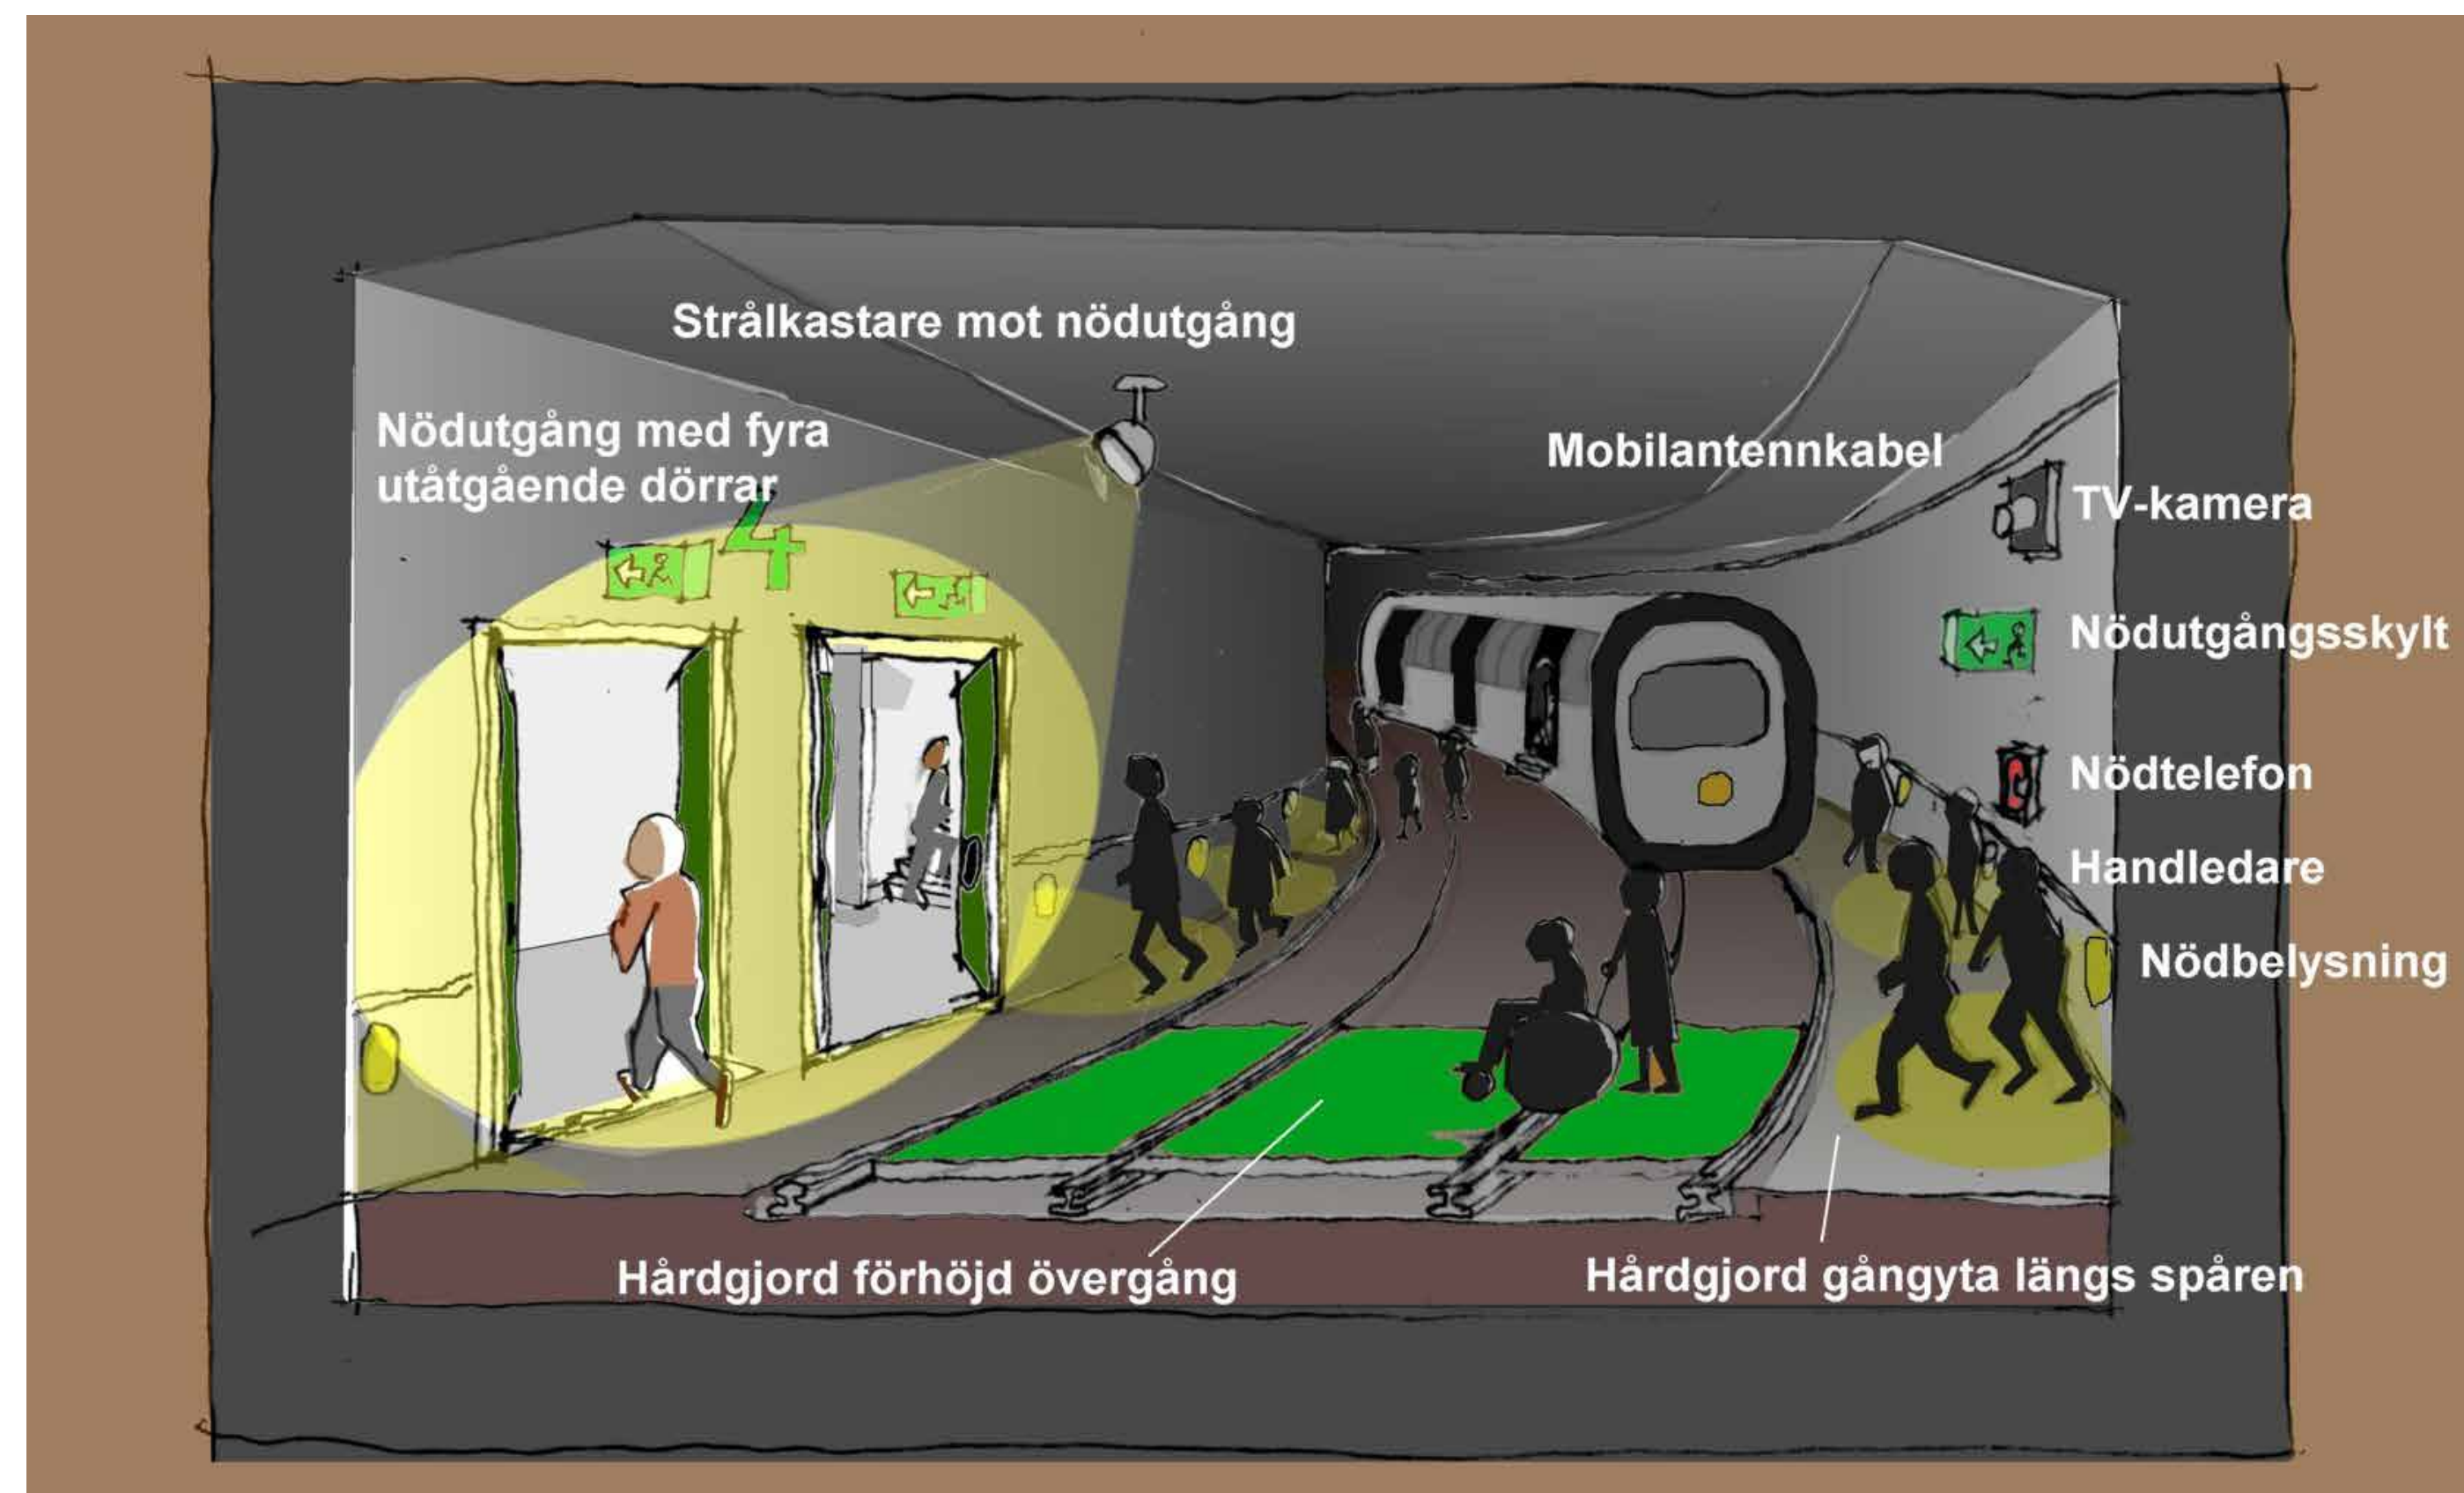 Strålkastare mot nödutgång
Nödutgång med fyra
utåtgående dörrar
4
Mobilantennkabel
TV-kamera
Nödutgångsskylt
Nödtelefon
Handledare
Nödbelysning
Hårdgjord förhöjd övergång
Hårdgjord gångyta längs spåren